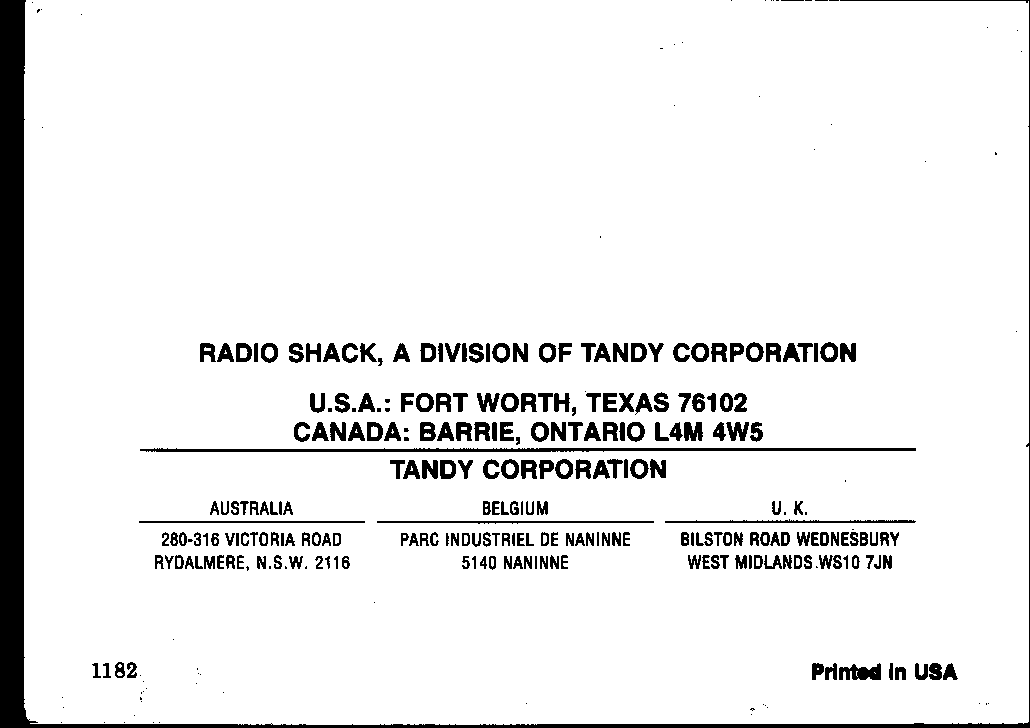 RADIO SHACK, A DIVISION OF TANDY CORPORATION
U.S.A.: FORT WORTH, TEXAS 76102
CANADA: BARRIE, ONTARIO L4M 4W5
TANDY CORPORATION
AUSTRALIA BELGIUM U. K.
280-316 VICTORIA ROAD PARC INDUSTRIEL DE NANINNE BILSTON ROAD WEDNESBURY
RYDALMERE, N.S.W. 2116 5140 NANINNE WEST MIDLANDS WS10 7JN
1182 Printed in USA